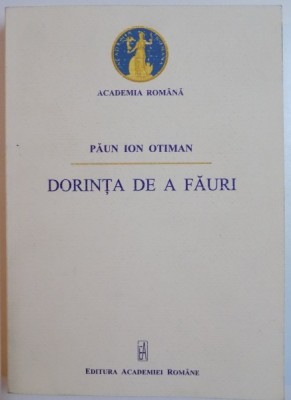 ACADEMIA ROMÂNĂ
PĂUN ION OTIMAN
DORINȚA DE A FĂURI
EDITURA ACADEMIEI ROMÂNE